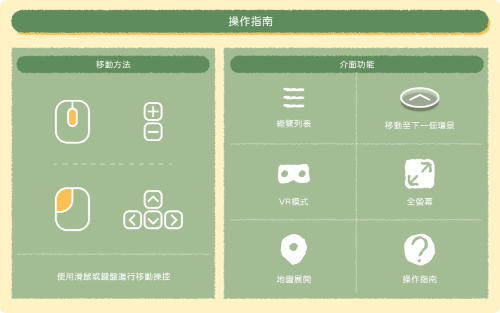 操作指南
移動方法
使用滑鼠或鍵盤進行移動操控
介面功能
總覽列表
移動至下一個場景
VR模式
全螢幕
地圖展開
操作指南